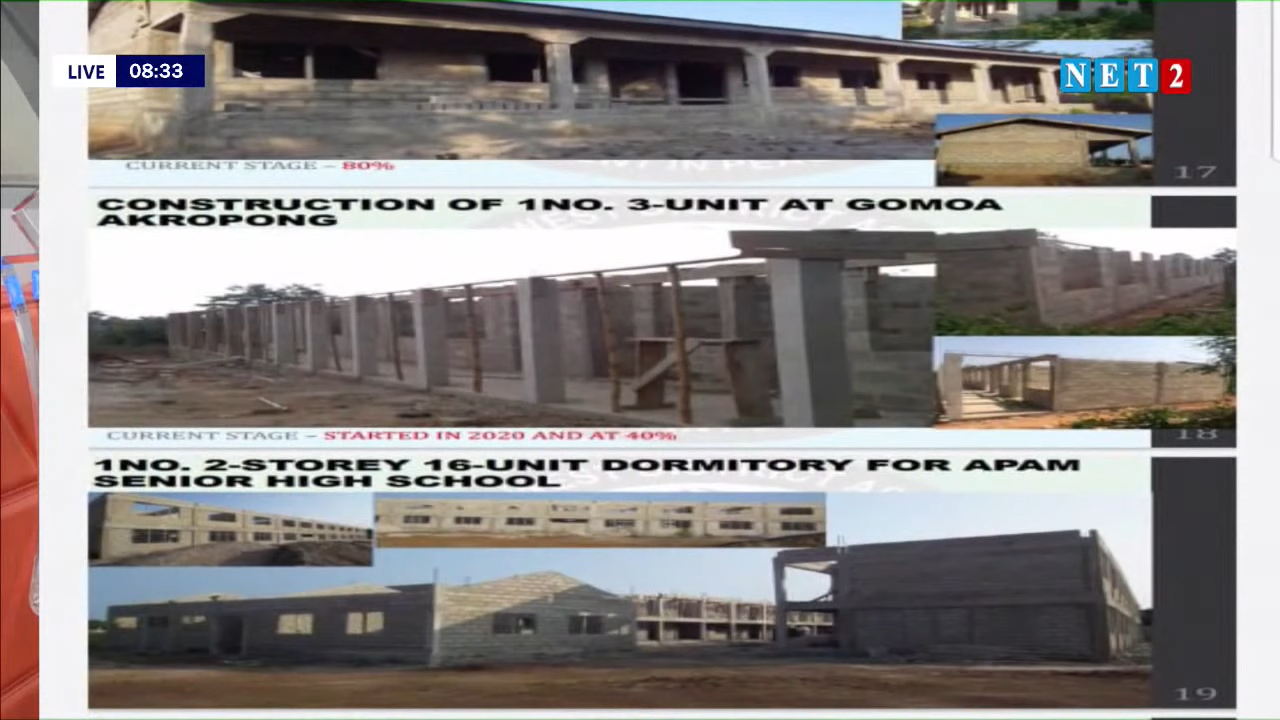 LIVE 08:33
NET2
CURRENT STAGE – 80%
17
CONSTRUCTION OF 1NO. 3-UNIT AT GOMOA
AKROPONG
CURRENT STAGE – STARTED IN 2020 AND AT 40%
18
1NO. 2-STOREY 16-UNIT DORMITORY FOR APAM
SENIOR HIGH SCHOOL
19